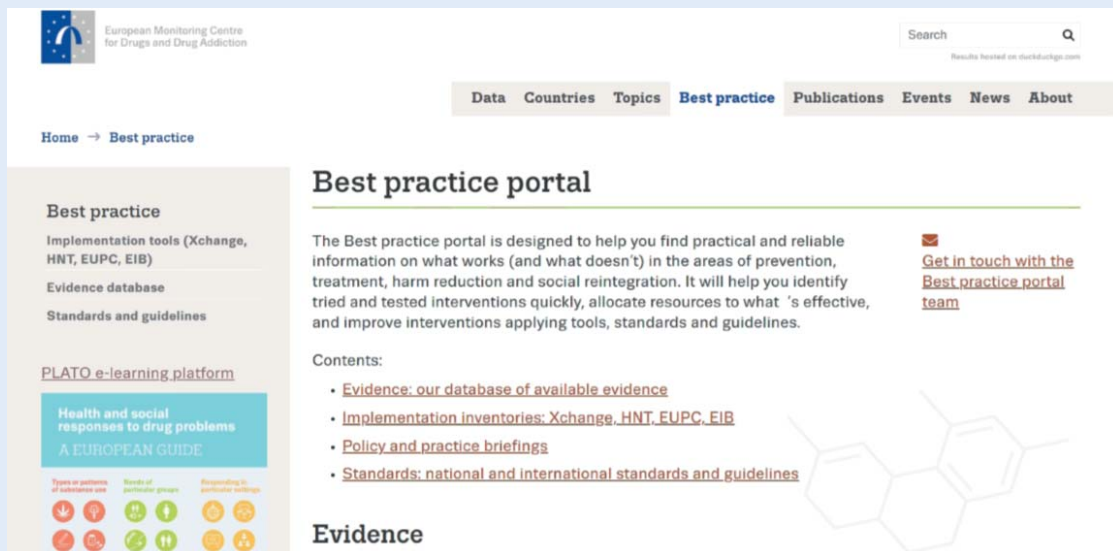 European Monitoring Centre
for Drugs and Drug Addiction
Search
Results hosted on duckduckgo.com
Data Countries Topics Best practice Publications Events News About
Home → Best practice
Best practice
Implementation tools (Xchange,
HNT, EUPC, EIB)
Evidence database
Standards and guidelines
PLATO e-learning platform
Health and social
responses to drug problems
A EUROPEAN GUIDE
Types or patterns
of substance use
Needs of
particular groups
Responding in
particular settings
Best practice portal
The Best practice portal is designed to help you find practical and reliable
information on what works (and what doesn't) in the areas of prevention,
treatment, harm reduction and social reintegration. It will help you identify
tried and tested interventions quickly, allocate resources to what 's effective,
and improve interventions applying tools, standards and guidelines.
Contents:
• Evidence: our database of available evidence
• Implementation inventories: Xchange, HNT, EUPC, EIB
• Policy and practice briefings
• Standards: national and international standards and guidelines
Evidence
Get in touch with the
Best practice portal
team